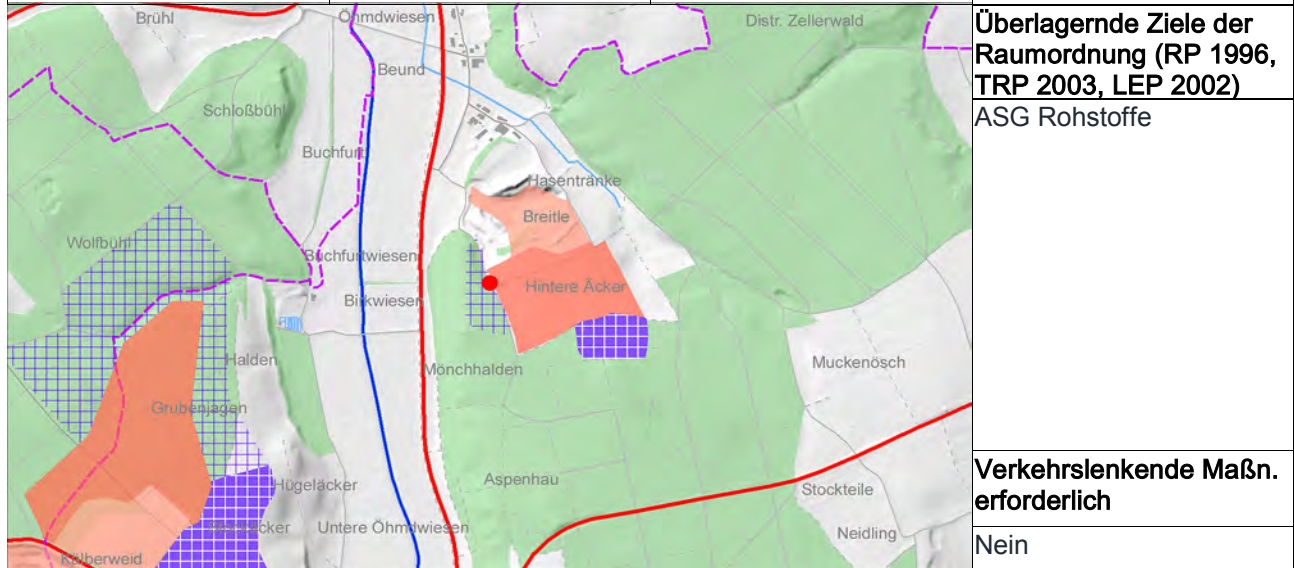 Brühl
Öhmdwiesen
Distr. Zellerwald
Beund
Schloßbühl
Buchfurt
Hasentränke
Breitle
Wolfbühl
Buchfurtwiesen
Hintere Äcker
Birkwiesen
Halden
Mönchhalden
Muckenösch
Grubenjagen
Hügeläcker
Aspenhau
Stockteile
Untere Öhmdwiesen
Neidling
Kälberweid
Überlagernde Ziele der
Raumordnung (RP 1996,
TRP 2003, LEP 2002)
ASG Rohstoffe
Verkehrslenkende Maßn.
erforderlich
Nein